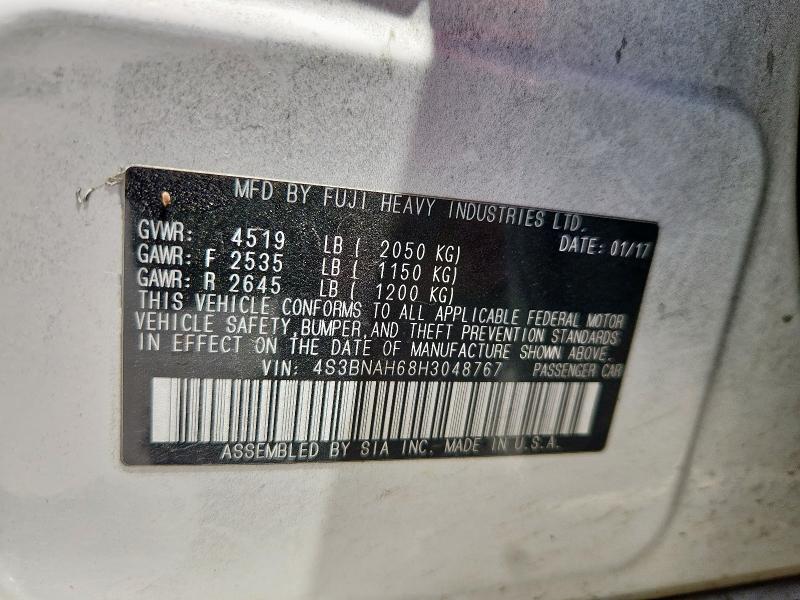 MFD BY FUJI HEAVY INDUSTRIES LTD.
DATE: 01/17
GVWR: 4519 LB ( 2050 KG)
GAWR: F 2535 LB ( 1150 KG)
GAWR: R 2645 LB ( 1200 KG)
THIS VEHICLE CONFORMS TO ALL APPLICABLE FEDERAL MOTOR
VEHICLE SAFETY, BUMPER, AND THEFT PREVENTION STANDARDS
IN EFFECT ON THE DATE OF MANUFACTURE SHOWN ABOVE.
VIN: 4S3BNAH68H3048767 PASSENGER CAR
ASSEMBLED BY SIA INC. MADE IN U.S.A.